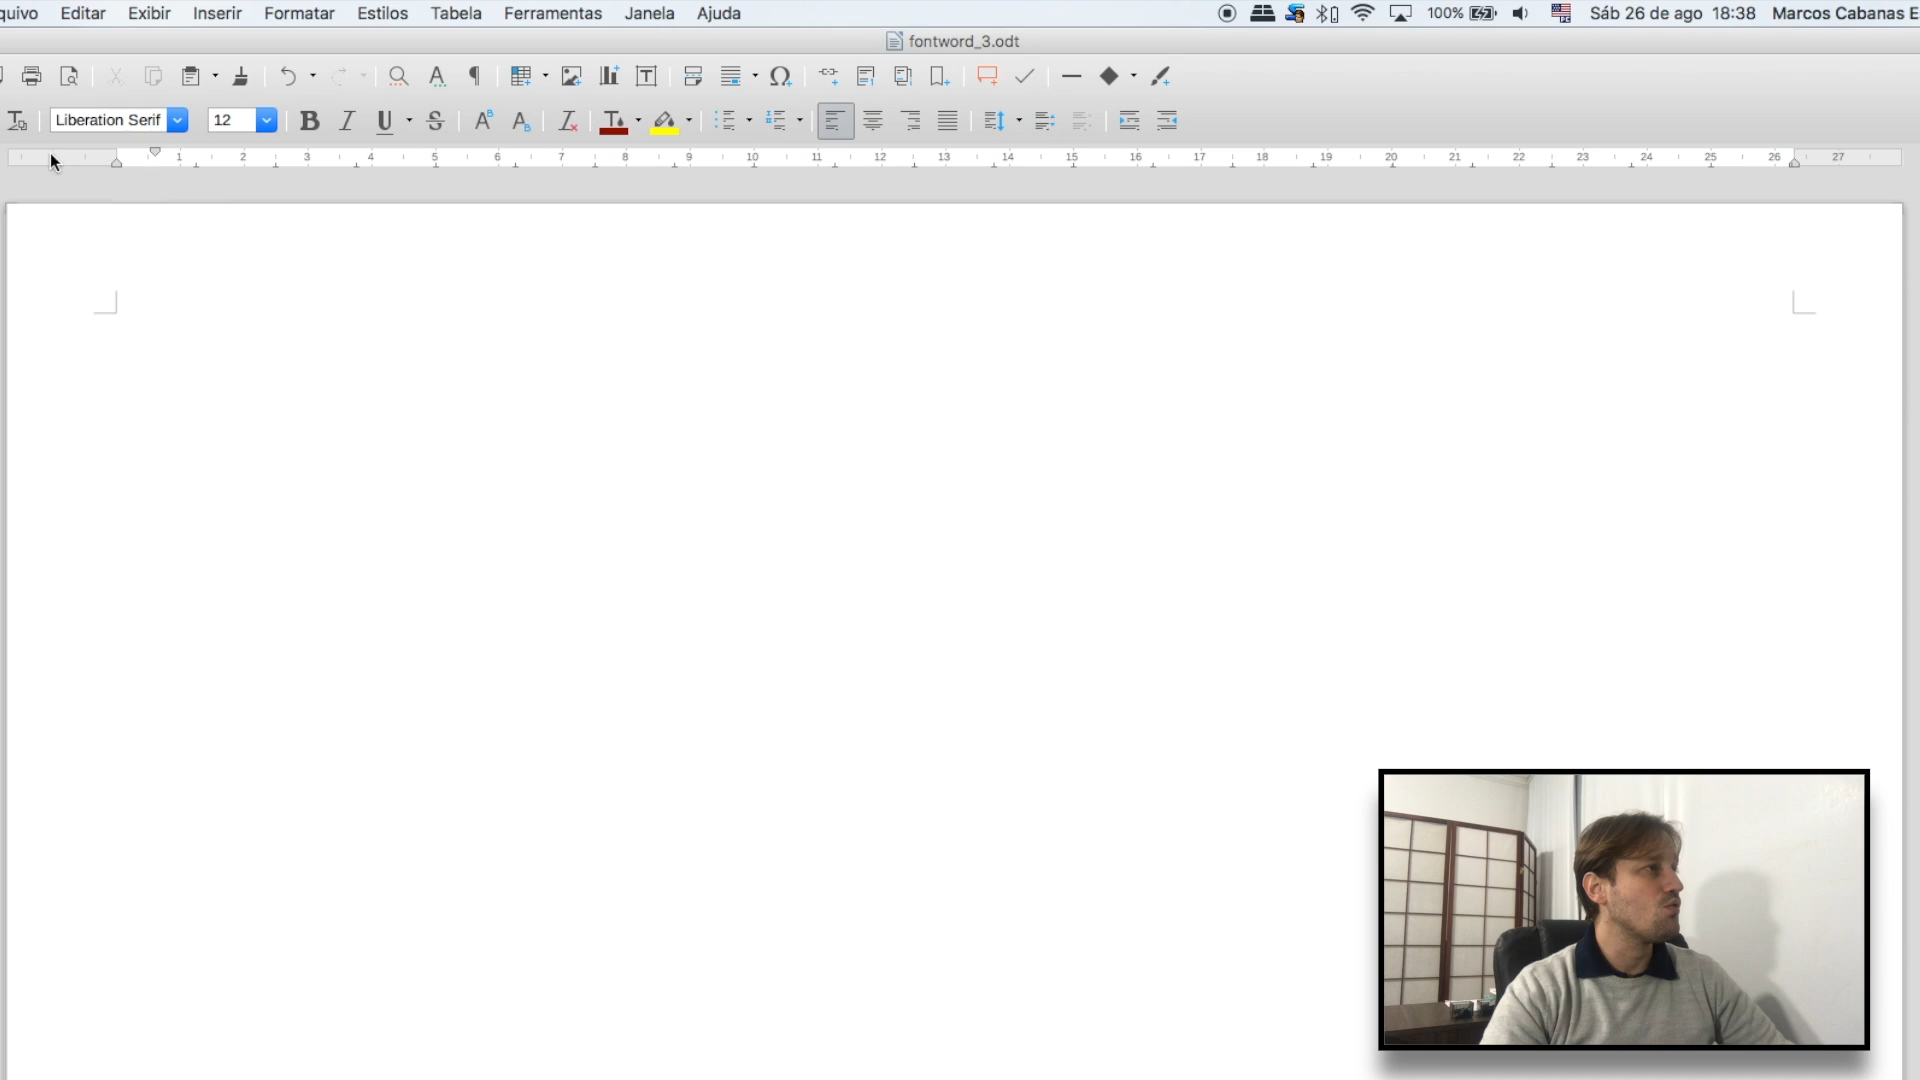 quivo Editar Exibir Inserir Formatar Estilos Tabela Ferramentas Janela Ajuda 100% Sáb 26 de ago 18:38 Marcos Cabanas E
fontword_3.odt
Liberation Serif 12
1 2 3 4 5 6 7 8 9 10 11 12 13 14 15 16 17 18 19 20 21 22 23 24 25 26 27